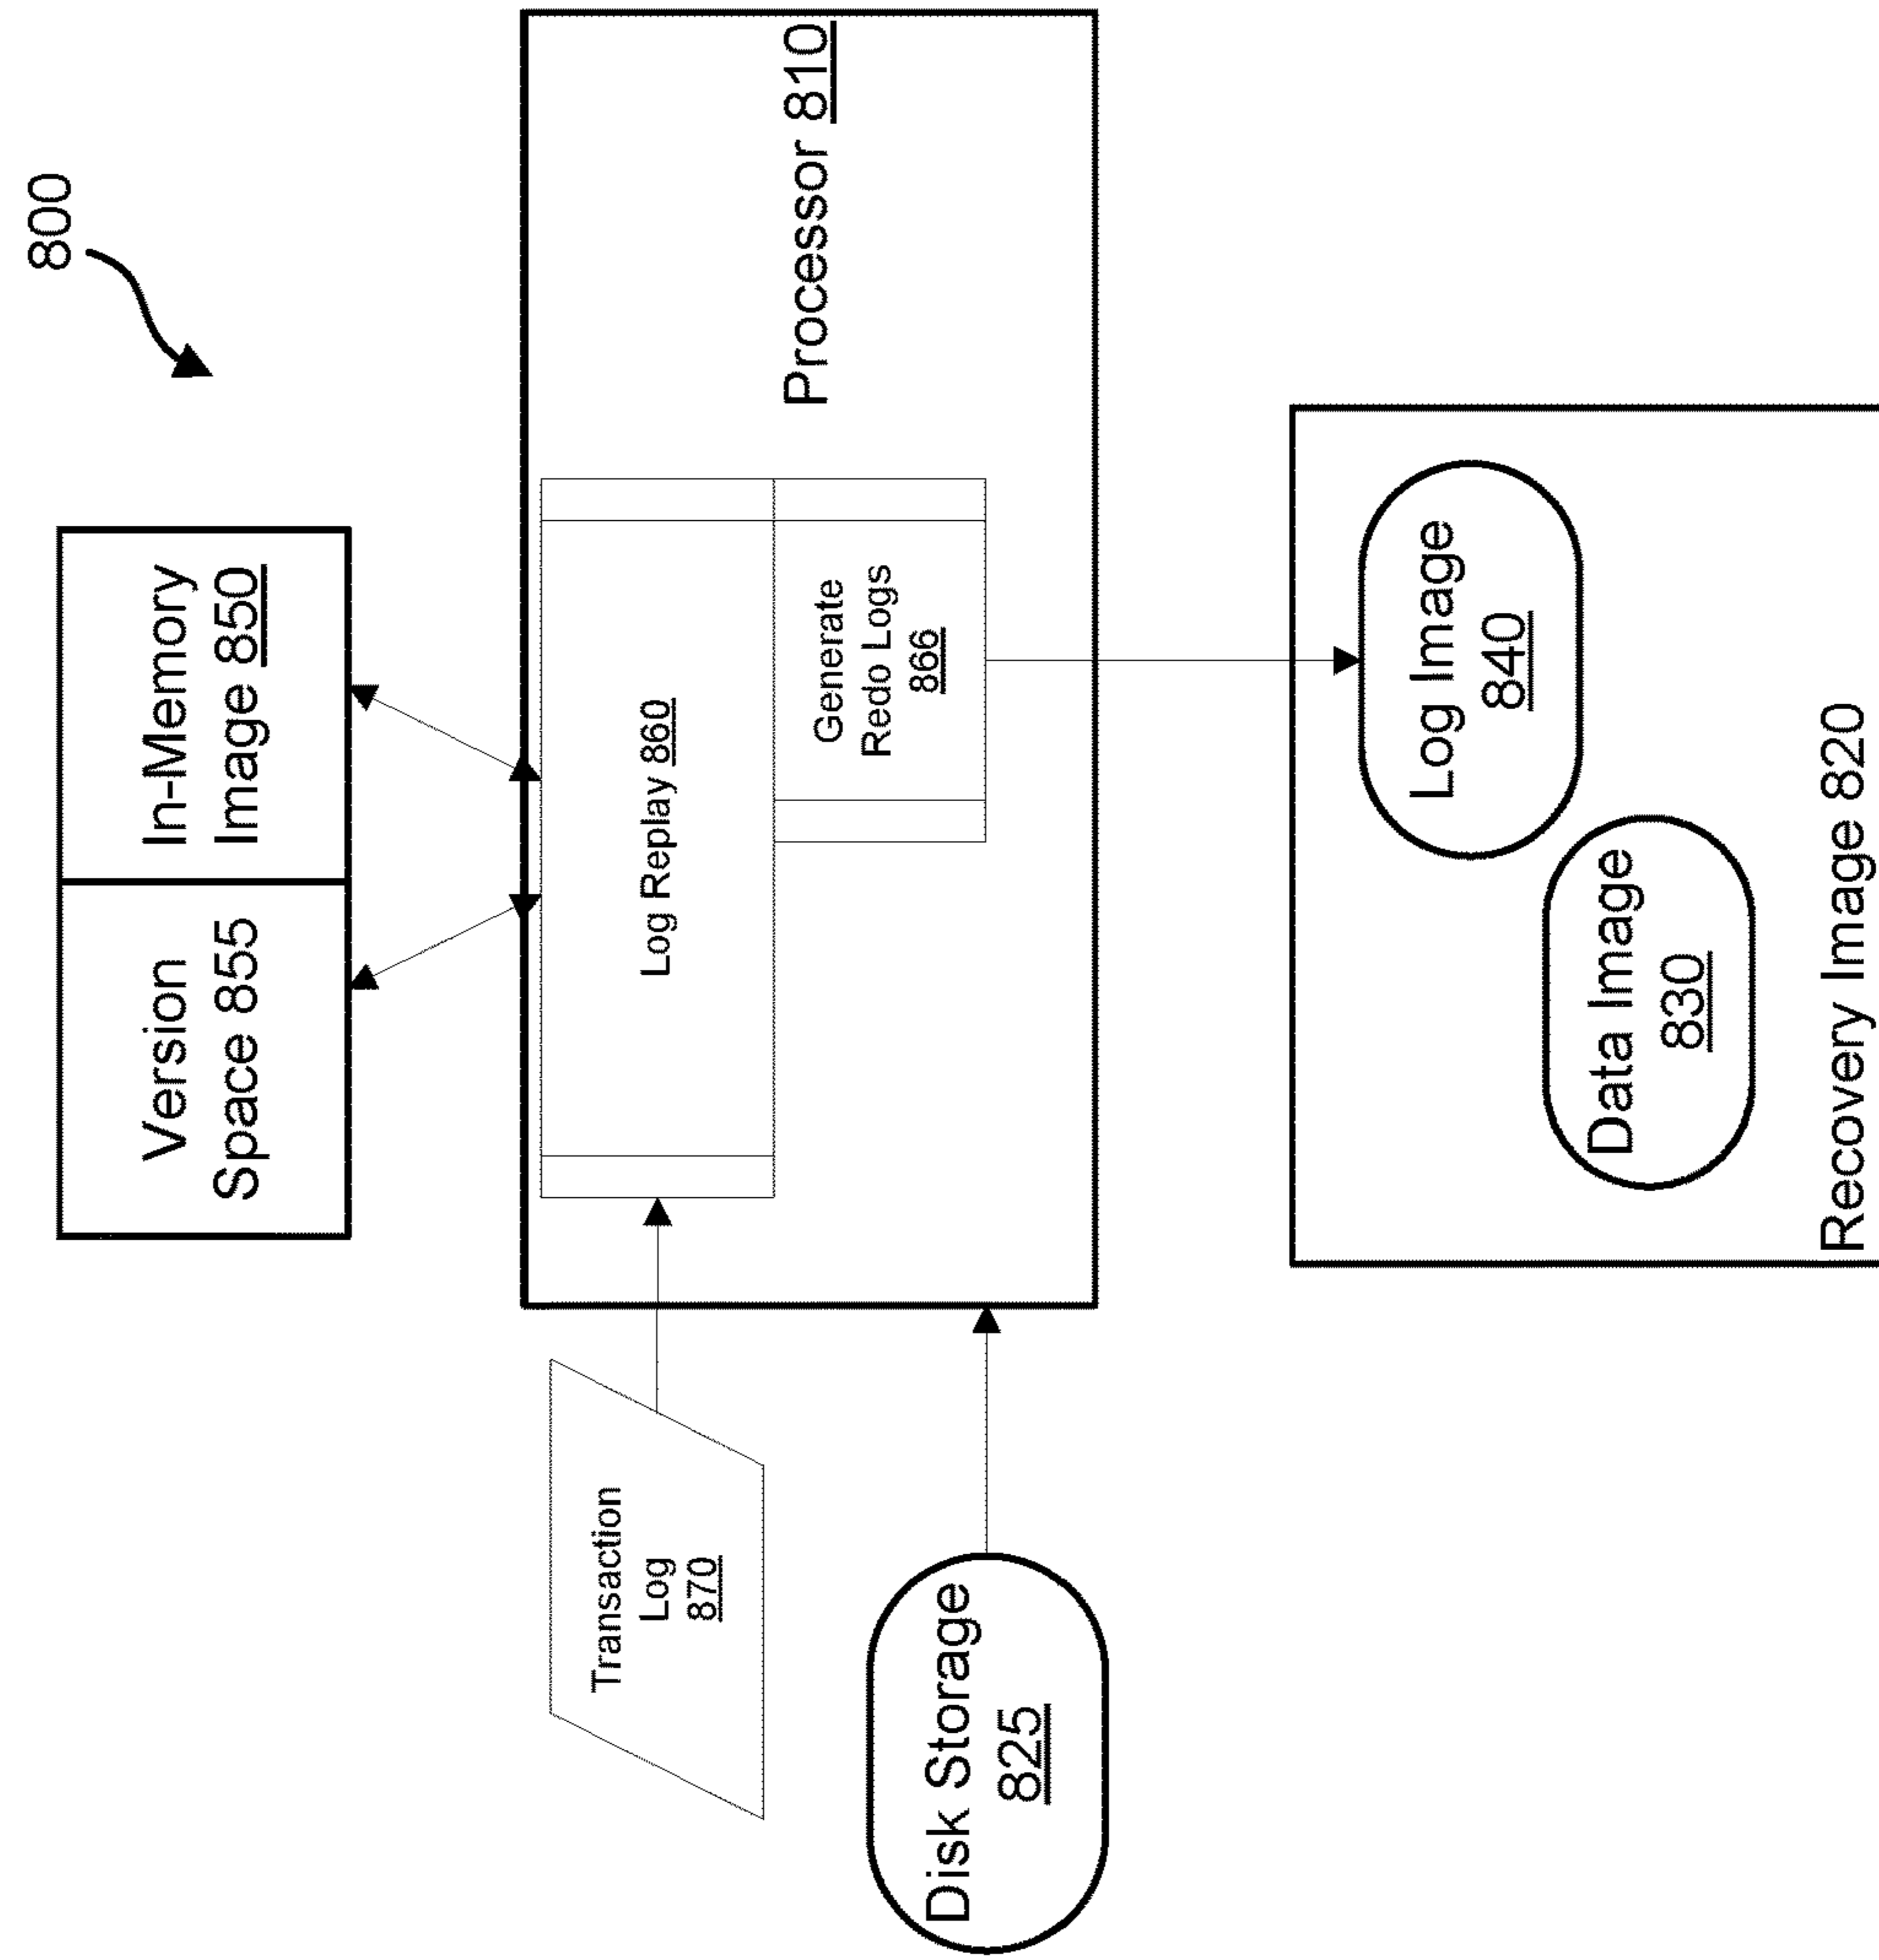 800
Version
Space 855
In-Memory
Image 850
Processor 810
Log Replay 860
Generate
Redo Logs
866
Transaction
Log
870
Disk Storage
825
Log Image
840
Data Image
830
Recovery Image 820